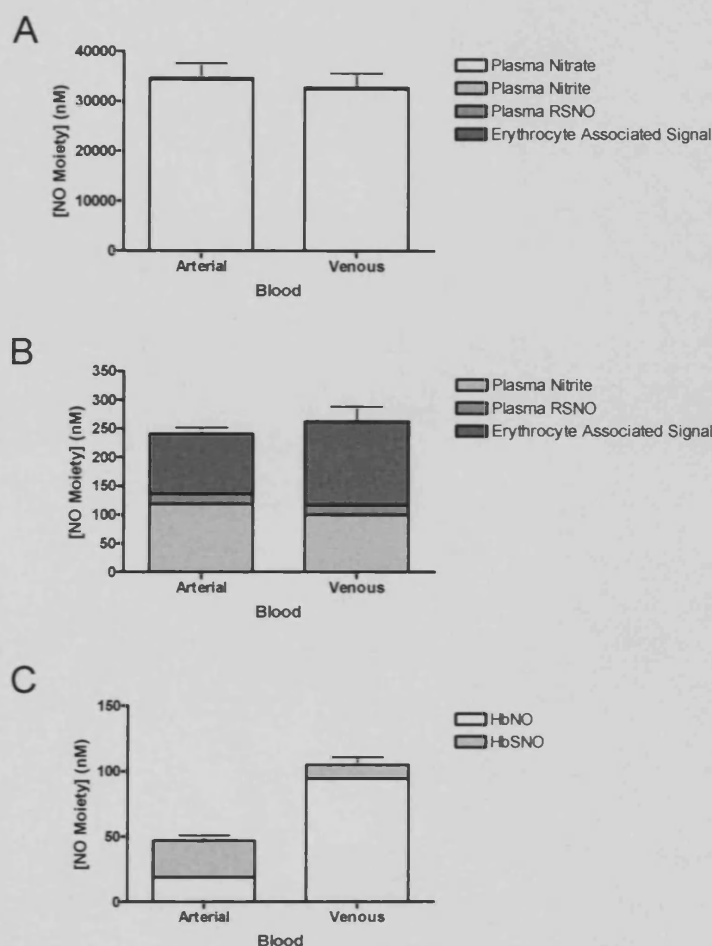 A
40000
30000
20000
10000
0
[NO Moiety] (nM)
Arterial
Venous
Blood
Plasma Nitrate
Plasma Nitrite
Plasma RSNO
Erythrocyte Associated Signal
B
350
300
250
200
150
100
50
0
[NO Moiety] (nM)
Arterial
Venous
Blood
Plasma Nitrite
Plasma RSNO
Erythrocyte Associated Signal
C
150
100
50
0
[NO Moiety] (nM)
Arterial
Venous
Blood
HbNO
HbSNO